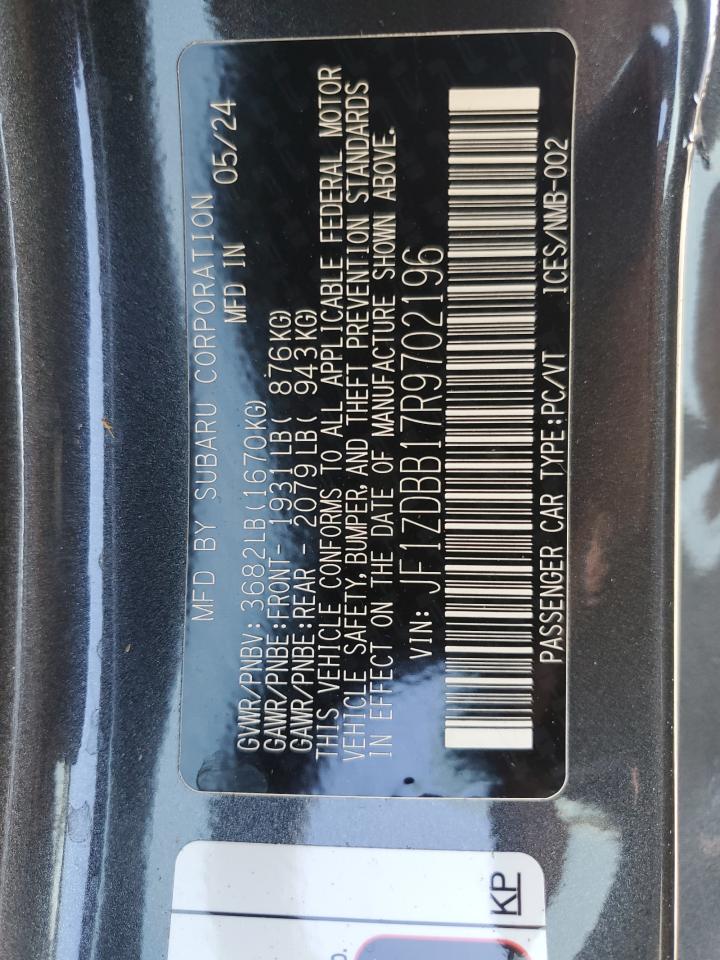 MFD BY SUBARU CORPORATION
MFD IN 05/24
GVWR/PNBV: 3682LB(1670KG)
GAWR/PNBE:FRONT- 1931LB( 876KG)
GAWR/PNBE:REAR - 2079LB( 943KG)
THIS VEHICLE CONFORMS TO ALL APPLICABLE FEDERAL MOTOR
VEHICLE SAFETY, BUMPER, AND THEFT PREVENTION STANDARDS
IN EFFECT ON THE DATE OF MANUFACTURE SHOWN ABOVE.
VIN: JF1ZDBB17R9702196
PASSENGER CAR TYPE:PC/VT ICES/NMB-002
KP